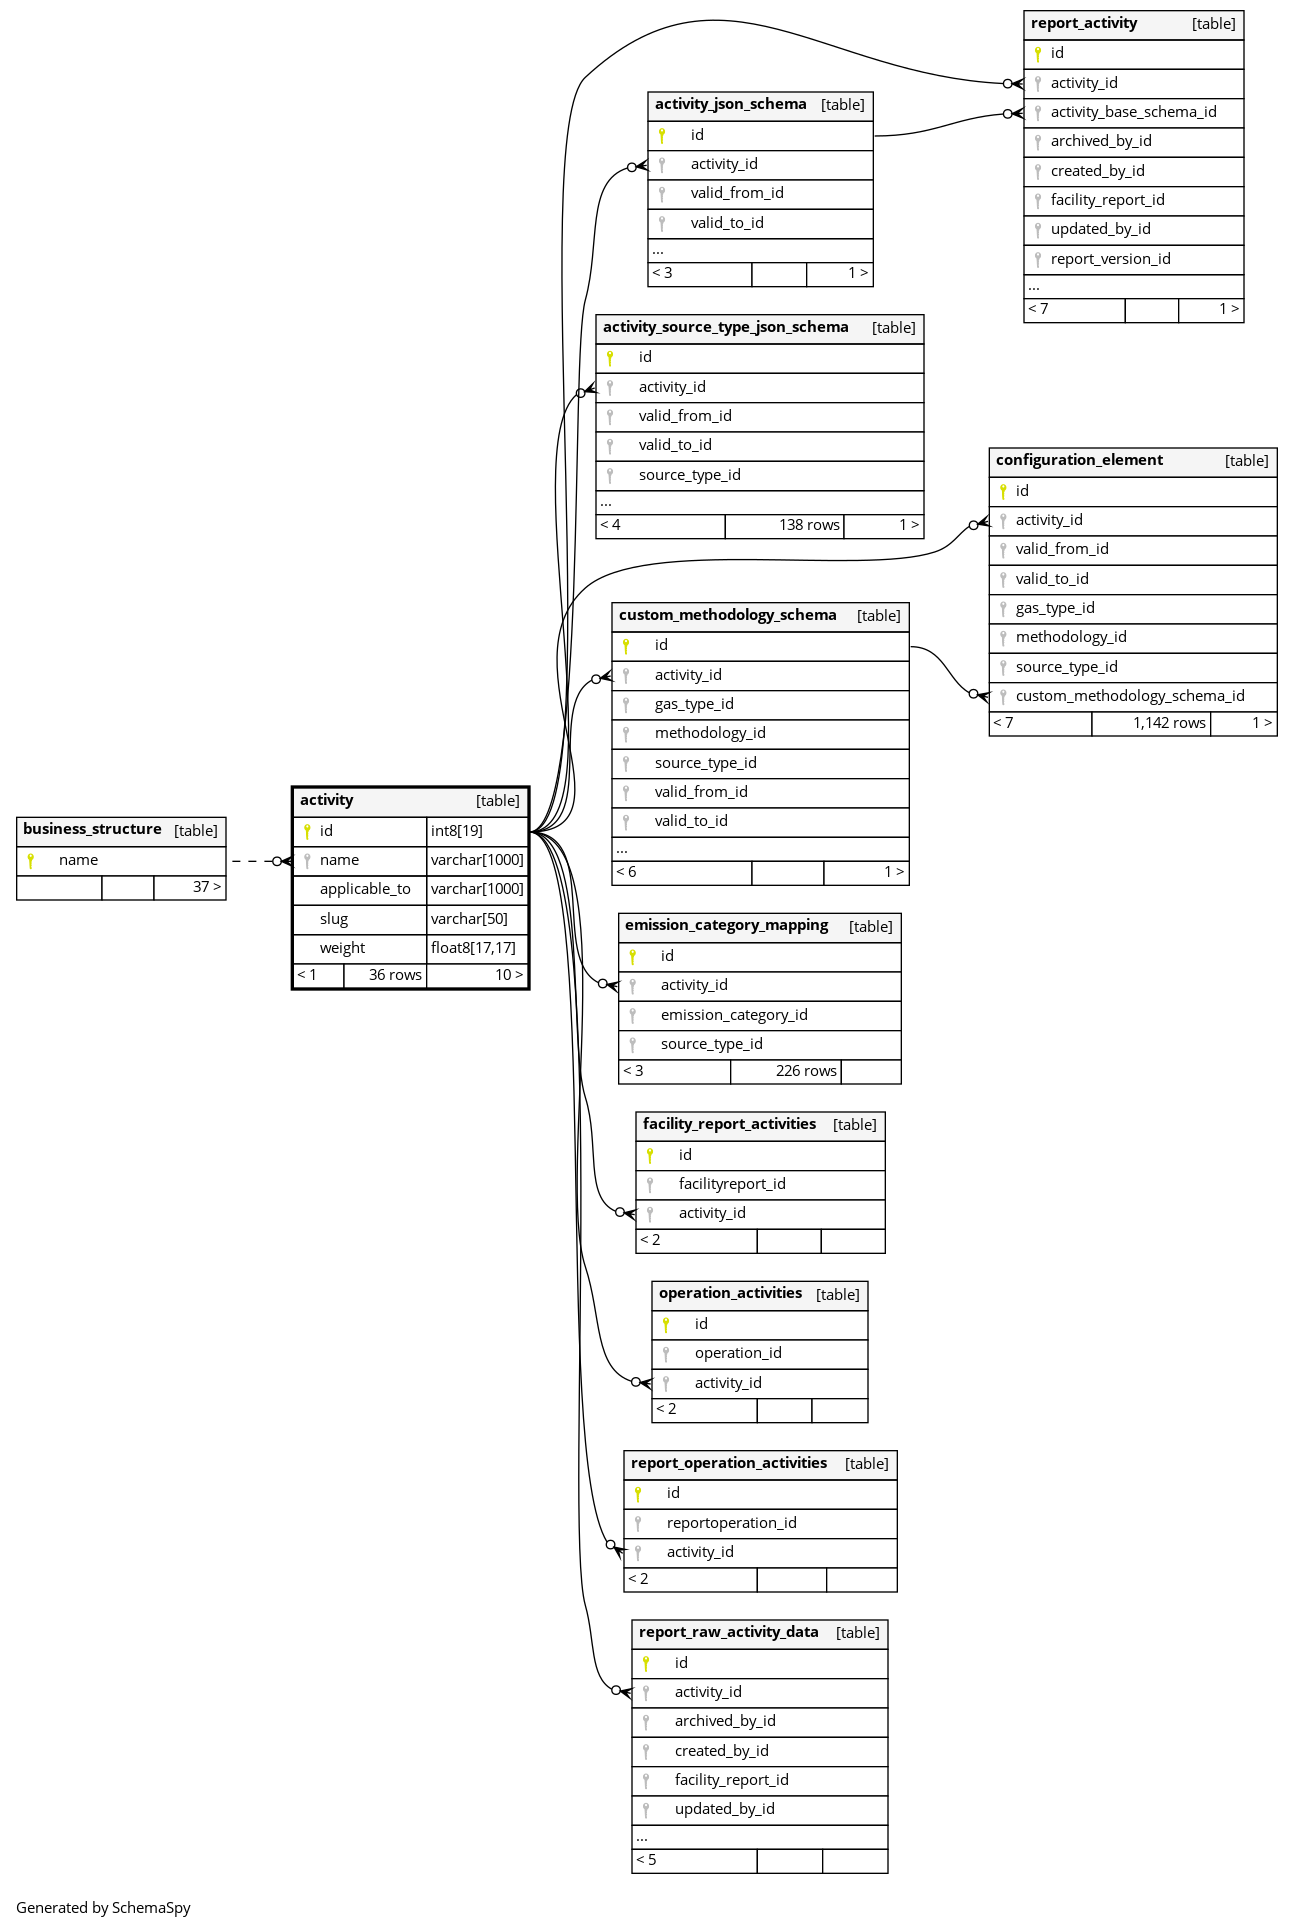 report_activity [table]
id
activity_id
activity_base_schema_id
archived_by_id
created_by_id
facility_report_id
updated_by_id
report_version_id
...
< 7 1 >
activity_json_schema [table]
id
activity_id
valid_from_id
valid_to_id
...
< 3 1 >
activity_source_type_json_schema [table]
id
activity_id
valid_from_id
valid_to_id
source_type_id
...
< 4 138 rows 1 >
configuration_element [table]
id
activity_id
valid_from_id
valid_to_id
gas_type_id
methodology_id
source_type_id
custom_methodology_schema_id
< 7 1,142 rows 1 >
custom_methodology_schema [table]
id
activity_id
gas_type_id
methodology_id
source_type_id
valid_from_id
valid_to_id
...
< 6 1 >
business_structure [table]
name
37 >
activity [table]
id int8[19]
name varchar[1000]
applicable_to varchar[1000]
slug varchar[50]
weight float8[17,17]
< 1 36 rows 10 >
emission_category_mapping [table]
id
activity_id
emission_category_id
source_type_id
< 3 226 rows
facility_report_activities [table]
id
facilityreport_id
activity_id
< 2
operation_activities [table]
id
operation_id
activity_id
< 2
report_operation_activities [table]
id
reportoperation_id
activity_id
< 2
report_raw_activity_data [table]
id
activity_id
archived_by_id
created_by_id
facility_report_id
updated_by_id
...
< 5
Generated by SchemaSpy